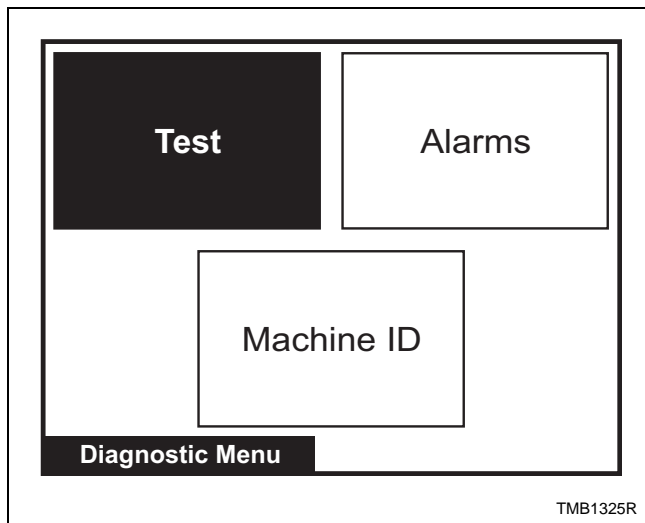 Test
Alarms
Machine ID
Diagnostic Menu
TMB1325R